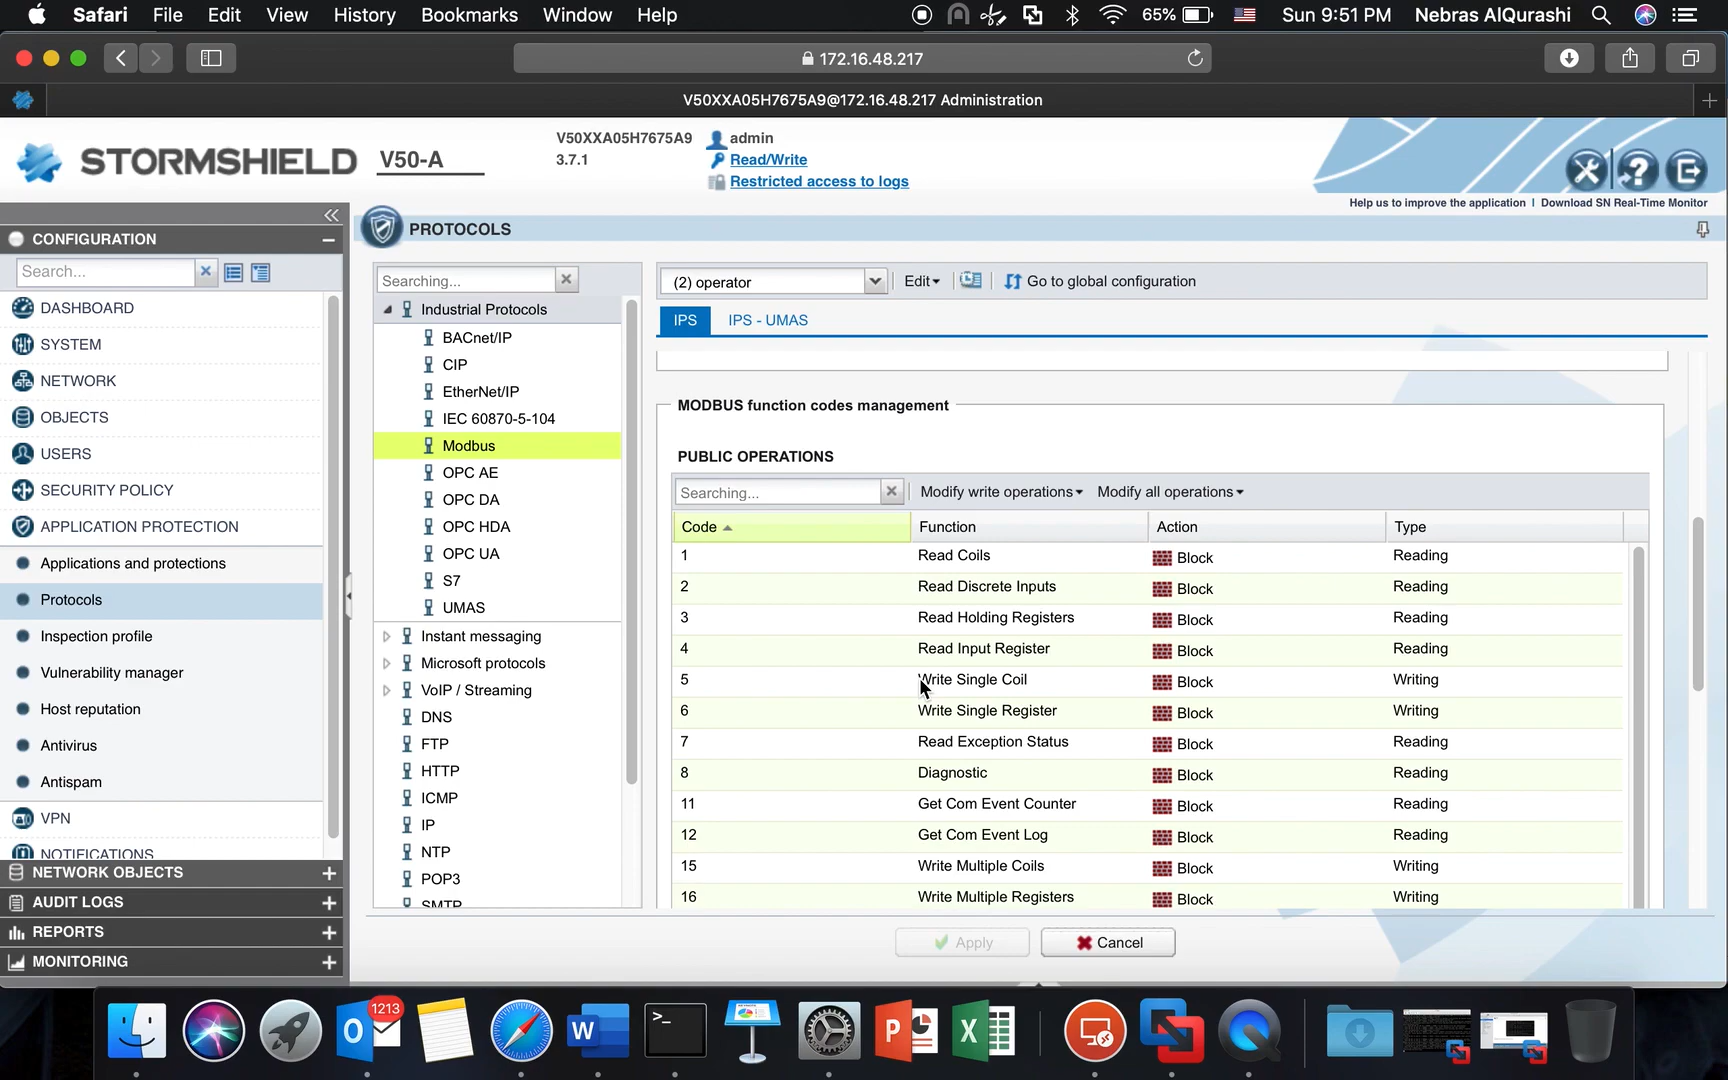 Safari File Edit View History Bookmarks Window Help 65% Sun 9:51 PM Nebras AlQurashi
172.16.48.217
V50XXA05H7675A9@172.16.48.217 Administration
STORMSHIELD V50-A
V50XXA05H7675A9 admin
3.7.1 Read/Write
Restricted access to logs
Help us to improve the application | Download SN Real-Time Monitor
CONFIGURATION
Search...
DASHBOARD
SYSTEM
NETWORK
OBJECTS
USERS
SECURITY POLICY
APPLICATION PROTECTION
Applications and protections
Protocols
Inspection profile
Vulnerability manager
Host reputation
Antivirus
Antispam
VPN
NOTIFICATIONS
NETWORK OBJECTS
AUDIT LOGS
REPORTS
MONITORING
PROTOCOLS
Searching...
Industrial Protocols
BACnet/IP
CIP
EtherNet/IP
IEC 60870-5-104
Modbus
OPC AE
OPC DA
OPC HDA
OPC UA
S7
UMAS
Instant messaging
Microsoft protocols
VoIP / Streaming
DNS
FTP
HTTP
ICMP
IP
NTP
POP3
SMTP
(2) operator Edit Go to global configuration
IPS IPS - UMAS
MODBUS function codes management
PUBLIC OPERATIONS
Searching... Modify write operations Modify all operations
Code Function Action Type
1 Read Coils Block Reading
2 Read Discrete Inputs Block Reading
3 Read Holding Registers Block Reading
4 Read Input Register Block Reading
5 Write Single Coil Block Writing
6 Write Single Register Block Writing
7 Read Exception Status Block Reading
8 Diagnostic Block Reading
11 Get Com Event Counter Block Reading
12 Get Com Event Log Block Reading
15 Write Multiple Coils Block Writing
16 Write Multiple Registers Block Writing
Apply Cancel
1213